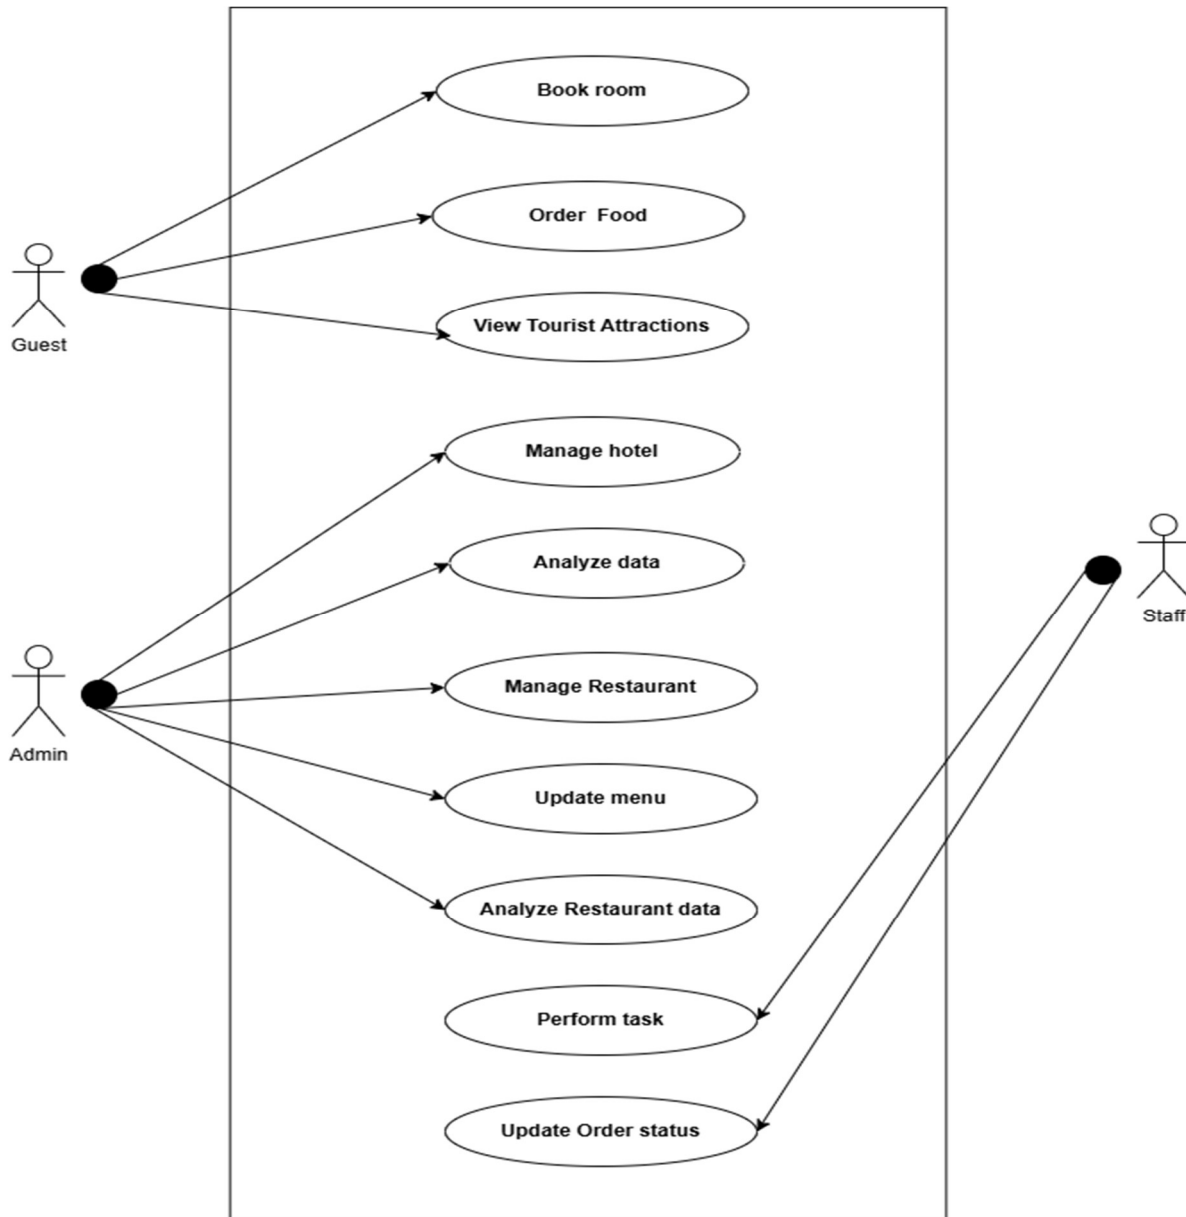 Book room
Order Food
Guest
View Tourist Attractions
Manage hotel
Analyze data
Staff
Manage Restaurant
Admin
Update menu
Analyze Restaurant data
Perform task
Update Order status